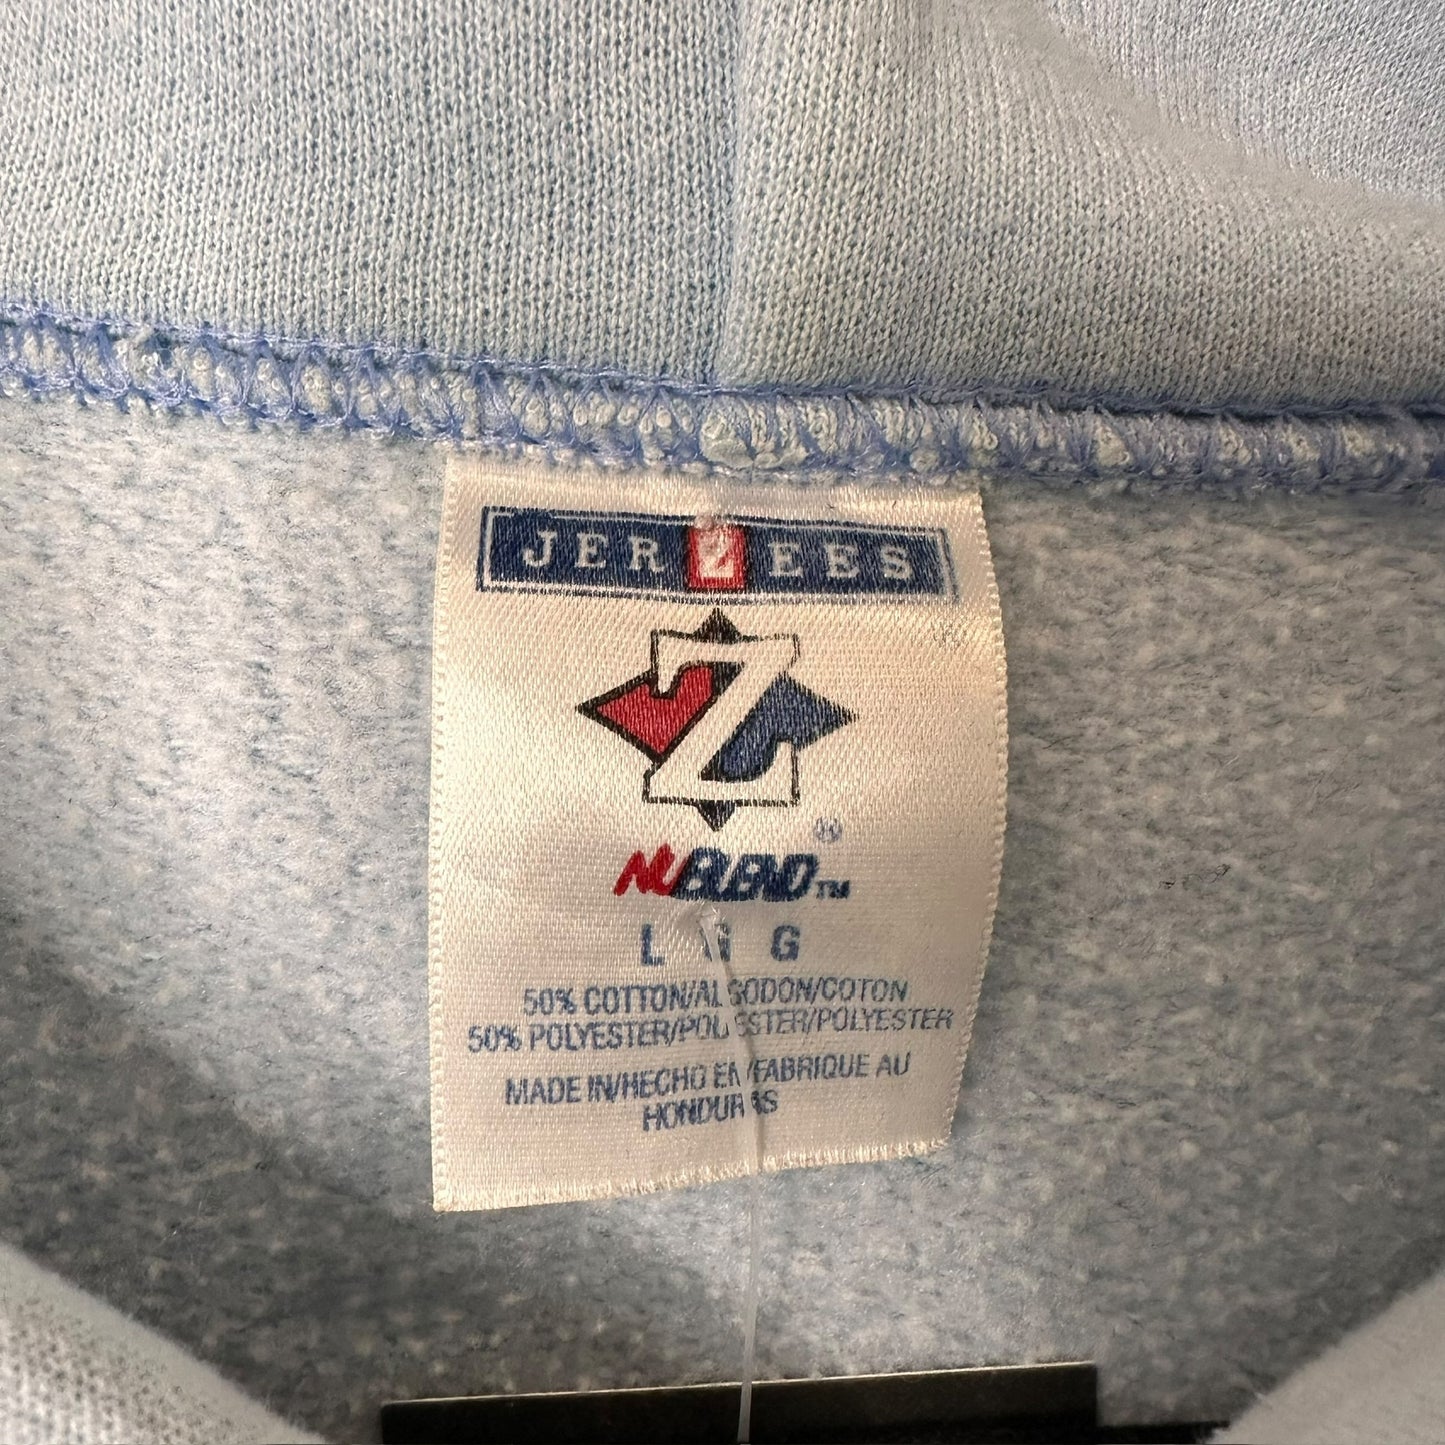 JERZEES
Z
®
NUBLEND™
L G G
50% COTTON/ALGODON/COTON
50% POLYESTER/POLIESTER/POLYESTER
MADE IN/HECHO EN/FABRIQUE AU
HONDURAS